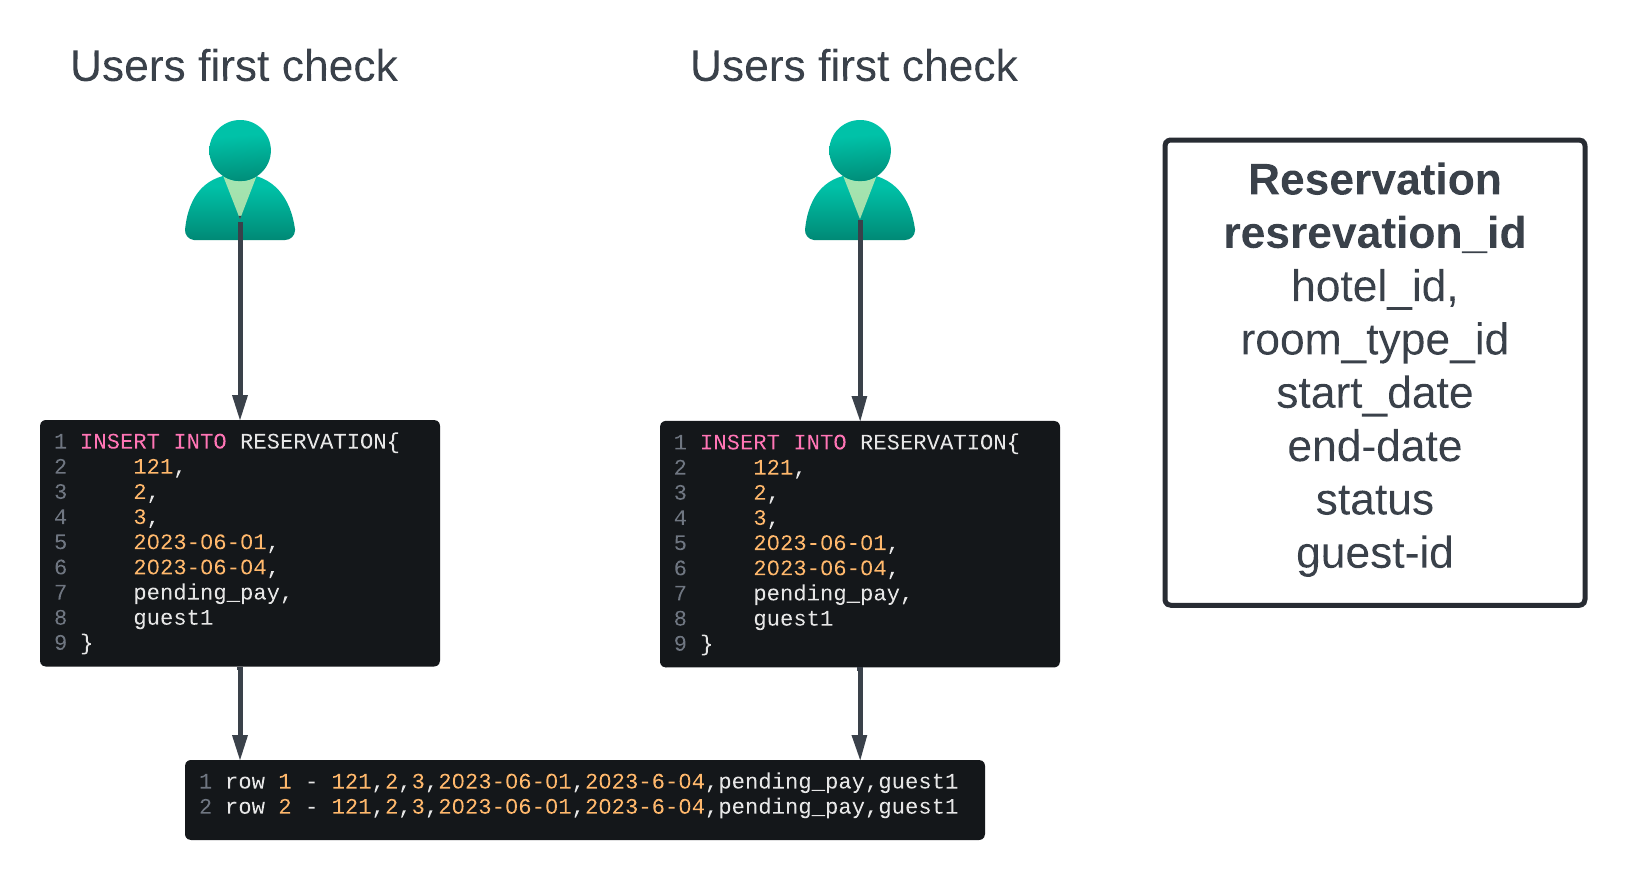 Users first check
1 INSERT INTO RESERVATION{
2 121,
3 2,
4 3,
5 2023-06-01,
6 2023-06-04,
7 pending_pay,
8 guest1
9 }
Users first check
1 INSERT INTO RESERVATION{
2 121,
3 2,
4 3,
5 2023-06-01,
6 2023-06-04,
7 pending_pay,
8 guest1
9 }
1 row 1 - 121,2,3,2023-06-01,2023-6-04,pending_pay,guest1
2 row 2 - 121,2,3,2023-06-01,2023-6-04,pending_pay,guest1
Reservation
resrevation_id
hotel_id,
room_type_id
start_date
end-date
status
guest-id